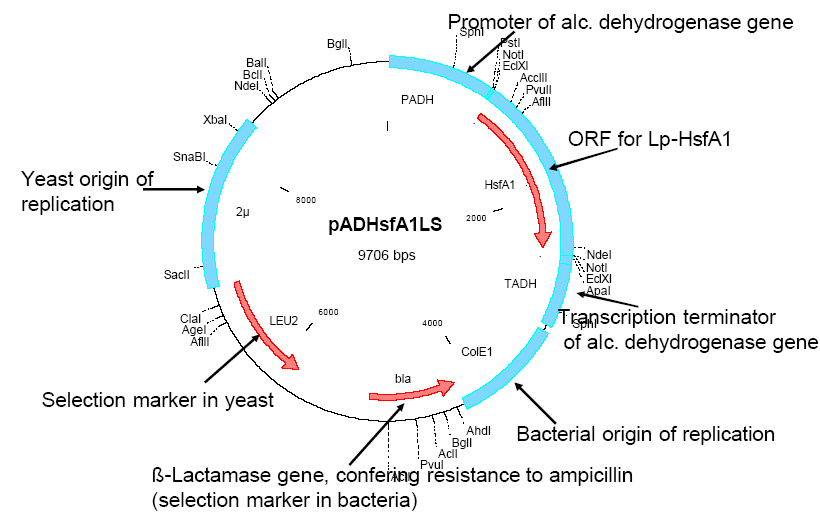 Promoter of alc. dehydrogenase gene
SphI
PstI
NotI
EclXI
AccIII
PvuII
AflII
BglI
BalI
BclI
NdeI
PADH
XbaI
ORF for Lp-HsfA1
SnaBI
Yeast origin of
replication
HsfA1
8000
2000
2µ
pADHsfA1LS
9706 bps
NdeI
NotI
EclXI
ApaI
SacII
TADH
SphI
Transcription terminator
of alc. dehydrogenase gene
ClaI
AgeI
AflII
LEU2
6000
4000
ColE1
bla
Selection marker in yeast
AhdI
BglI
AclI
PvuI
AclI
Bacterial origin of replication
ß-Lactamase gene, confering resistance to ampicillin
(selection marker in bacteria)